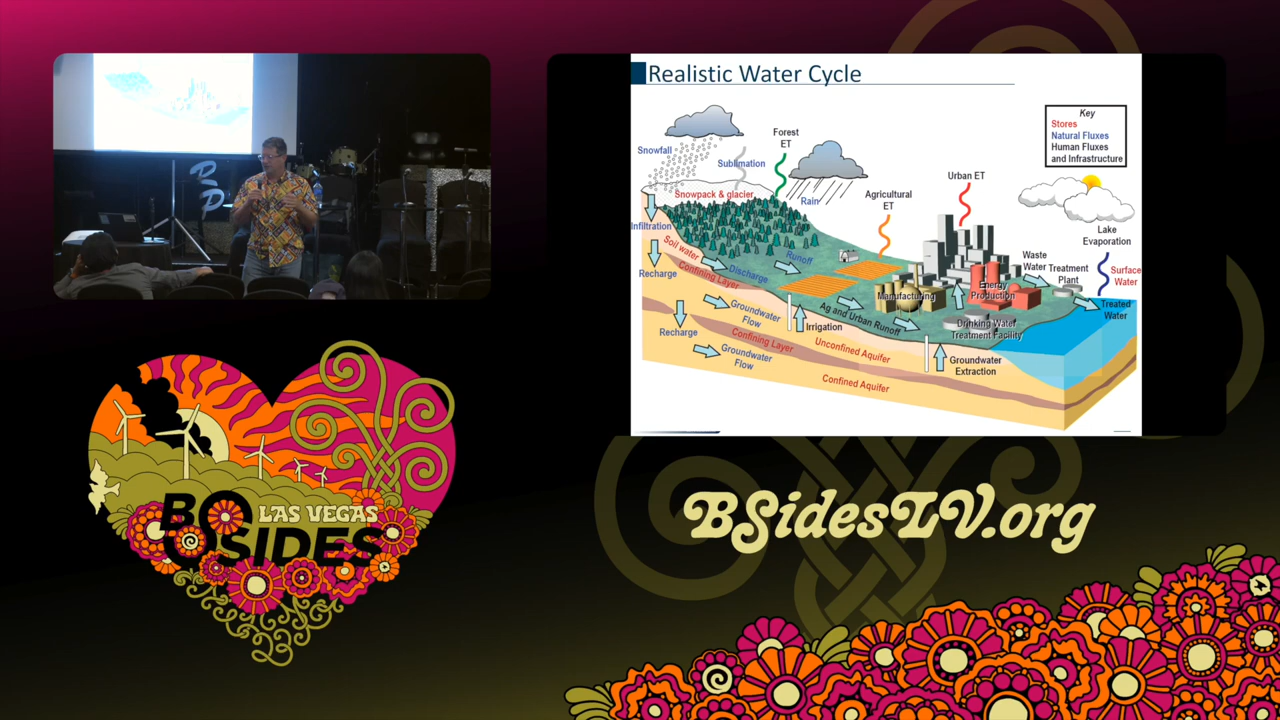 Realistic Water Cycle
Key
Stores
Natural Fluxes
Human Fluxes
and Infrastructure
Forest
ET
Snowfall
Sublimation
Urban ET
Snowpack & glacier
Rain
Agricultural
ET
Infiltration
Lake
Evaporation
Soil water
Runoff
Waste
Water
Treatment
Plant
Surface
Water
Recharge
Confining Layer
Discharge
Manufacturing
Energy
Production
Treated
Water
Groundwater
Flow
Ag and Urban Runoff
Irrigation
Drinking Water
Treatment Facility
Recharge
Confining Layer
Unconfined Aquifer
Groundwater
Flow
Groundwater
Extraction
Confined Aquifer
BSidesLV.org
LAS VEGAS
BSIDES
23